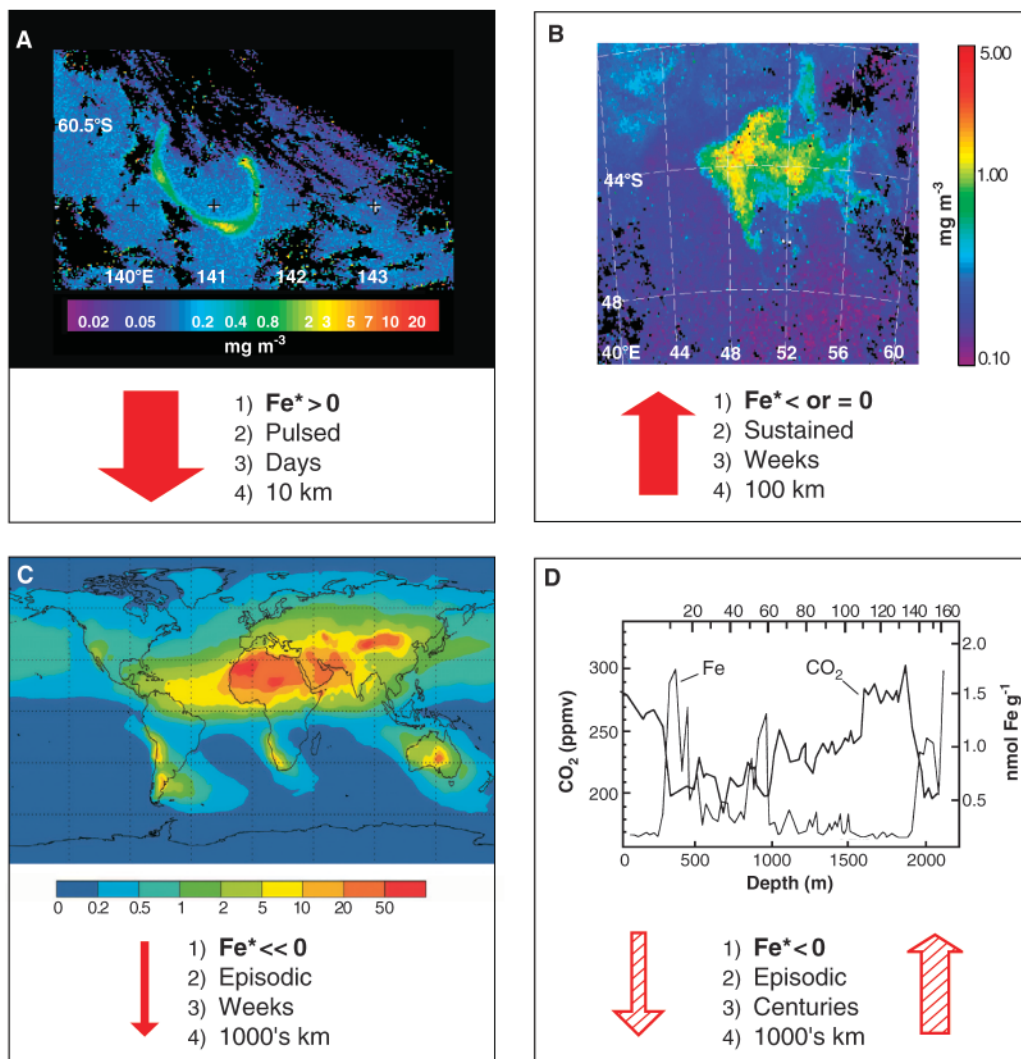 A
60.5°S
140°E 141 142 143
0.02 0.05 0.2 0.4 0.8 2 3 5 7 10 20
mg m-3
1) Fe* > 0
2) Pulsed
3) Days
4) 10 km
B
44°S
48
40°E 44 48 52 56 60
5.00
1.00
0.10
mg m-3
1) Fe* < or = 0
2) Sustained
3) Weeks
4) 100 km
C
0 0.2 0.5 1 2 5 10 20 50
1) Fe* << 0
2) Episodic
3) Weeks
4) 1000's km
D
20 40 50 60 80 100 120 130 140 160
Fe
CO2
300
250
200
CO2 (ppmv)
2.0
1.5
1.0
0.5
nmol Fe g-1
0 500 1000 1500 2000
Depth (m)
1) Fe* < 0
2) Episodic
3) Centuries
4) 1000's km